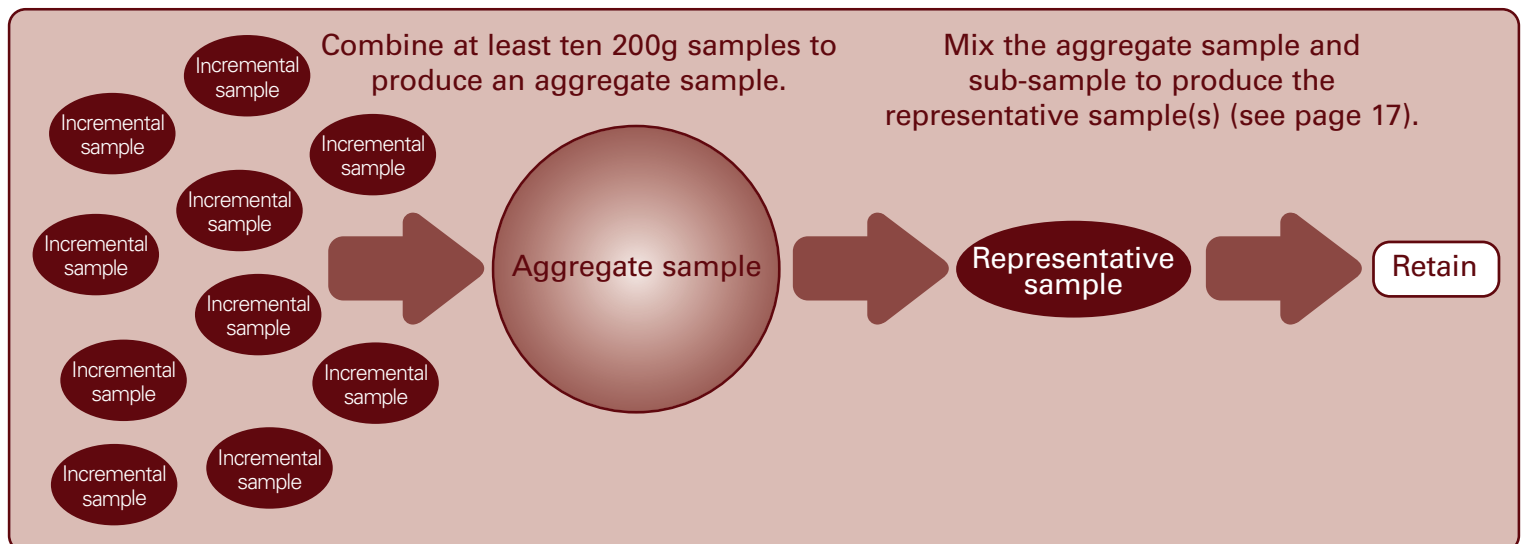 Combine at least ten 200g samples to
produce an aggregate sample.
Mix the aggregate sample and
sub-sample to produce the
representative sample(s) (see page 17).
Incremental
sample
Incremental
sample
Incremental
sample
Incremental
sample
Incremental
sample
Incremental
sample
Incremental
sample
Incremental
sample
Incremental
sample
Incremental
sample
Aggregate sample
Representative
sample
Retain